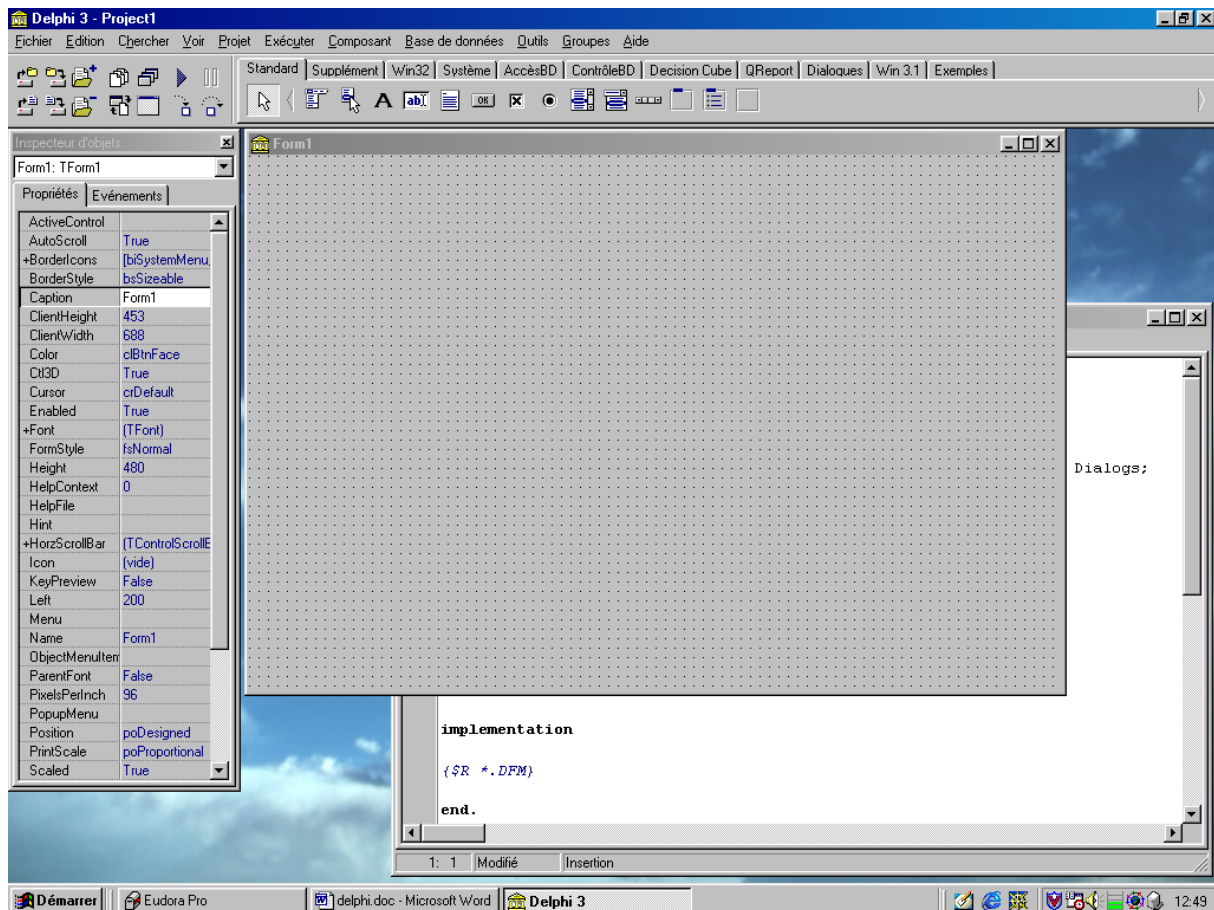 Delphi 3 - Project1
Fichier Edition Chercher Voir Projet Exécuter Composant Base de données Outils Groupes Aide
Standard Supplément Win32 Système AccèsBD ContrôleBD Decision Cube QReport Dialogues Win 3.1 Exemples
A ab OK
Inspecteur d'objets
Form1: TForm1
Propriétés Evénements
ActiveControl
AutoScroll True
+BorderIcons [biSystemMenu,
BorderStyle bsSizeable
Caption Form1
ClientHeight 453
ClientWidth 688
Color clBtnFace
Ctl3D True
Cursor crDefault
Enabled True
+Font (TFont)
FormStyle fsNormal
Height 480
HelpContext 0
HelpFile
Hint
+HorzScrollBar (TControlScrollB
Icon (vide)
KeyPreview False
Left 200
Menu
Name Form1
ObjectMenuItem
ParentFont False
PixelsPerInch 96
PopupMenu
Position poDesigned
PrintScale poProportional
Scaled True
Form1
Dialogs;
implementation
{$R *.DFM}
end.
1: 1 Modifié Insertion
Démarrer Eudora Pro delphi.doc - Microsoft Word Delphi 3 12:49